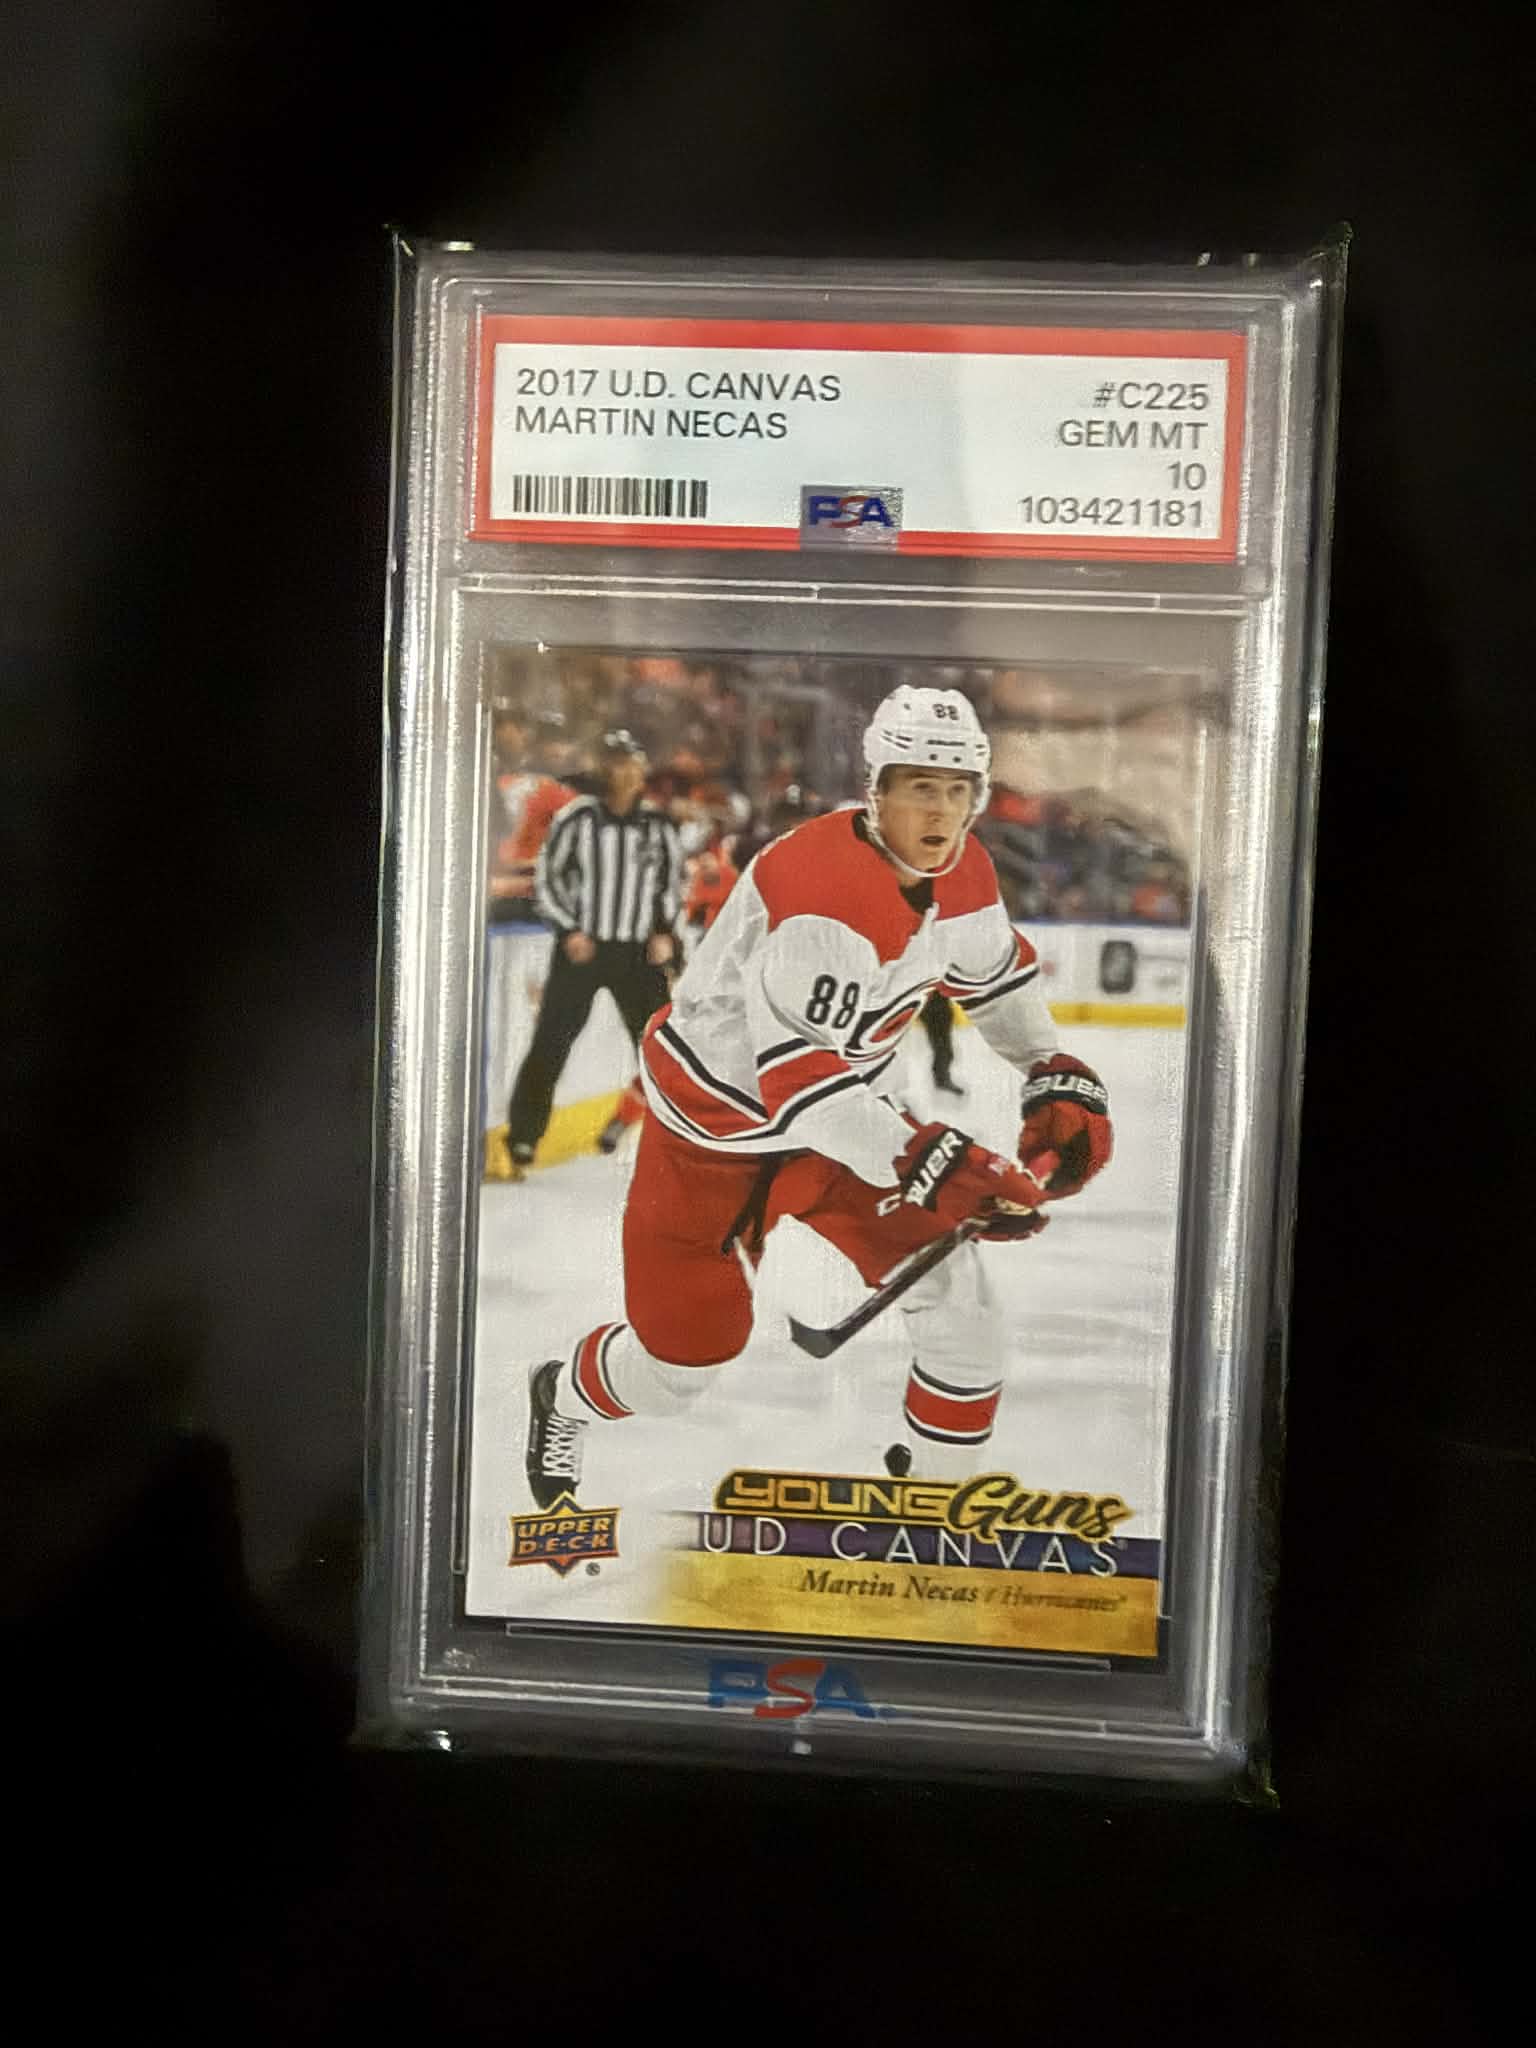 2017 U.D. CANVAS #C225
MARTIN NECAS GEM MT
10
PSA 103421181
88
88
BAUER
BAUER
YOUNG Guns
UPPER
D·E·C·K
®
UD CANVAS
Martin Necas / Hurricanes
PSA